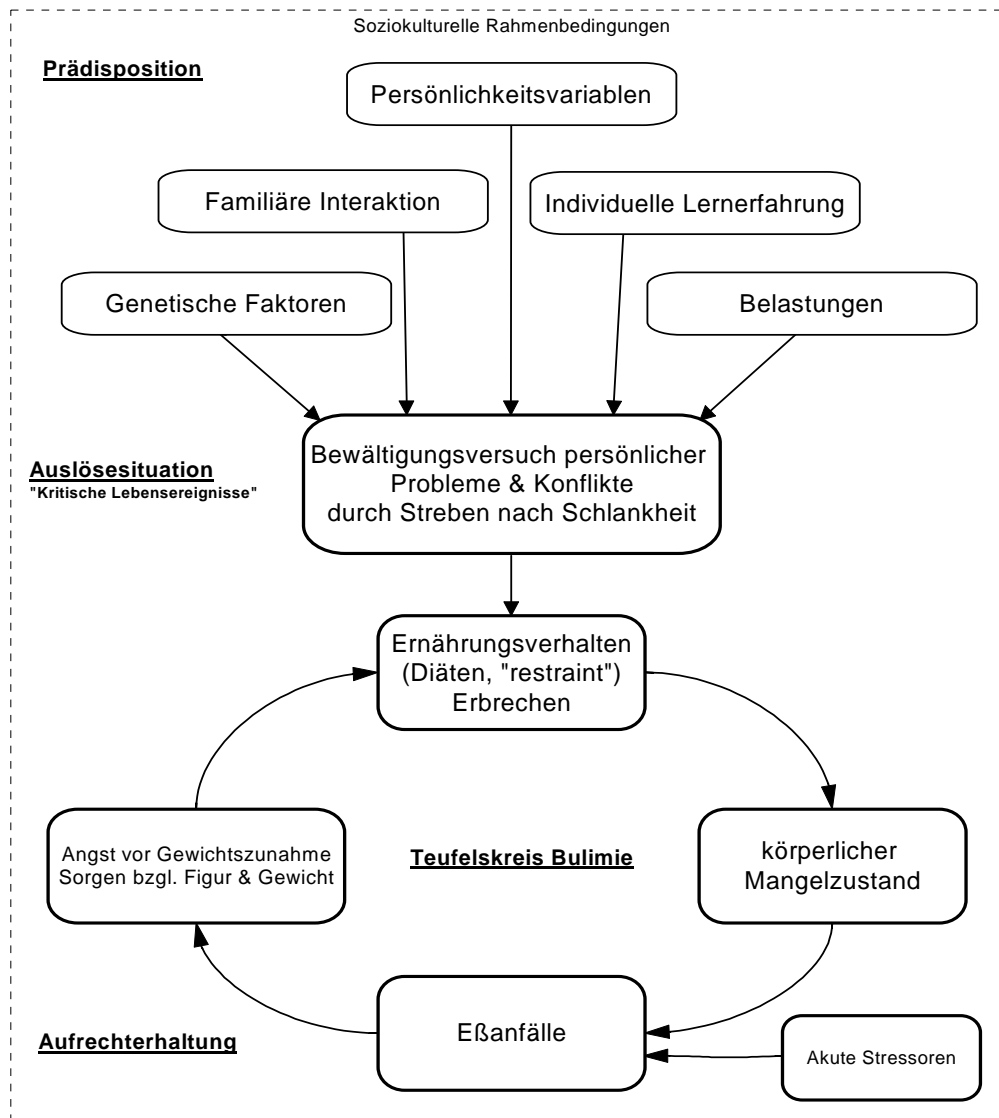 Soziokulturelle Rahmenbedingungen
Prädisposition
Persönlichkeitsvariablen
Familiäre Interaktion
Individuelle Lernerfahrung
Genetische Faktoren
Belastungen
Auslösesituation
"Kritische Lebensereignisse"
Bewältigungsversuch persönlicher
Probleme & Konflikte
durch Streben nach Schlankheit
Ernährungsverhalten
(Diäten, "restraint")
Erbrechen
Angst vor Gewichtszunahme
Sorgen bzgl. Figur & Gewicht
Teufelskreis Bulimie
körperlicher
Mangelzustand
Aufrechterhaltung
Eßanfälle
Akute Stressoren